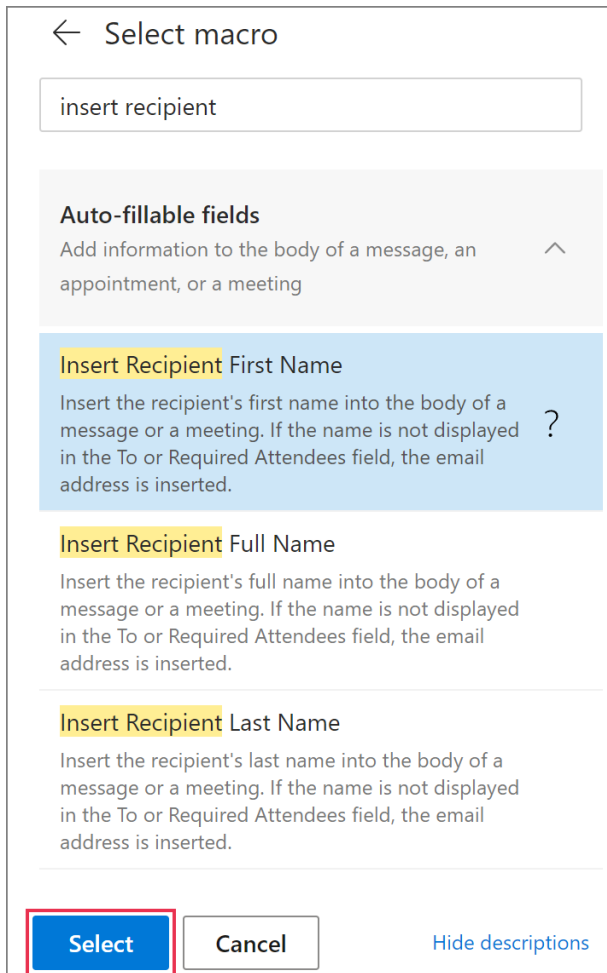 ← Select macro
insert recipient
Auto-fillable fields
Add information to the body of a message, an
appointment, or a meeting
Insert Recipient First Name
Insert the recipient's first name into the body of a
message or a meeting. If the name is not displayed
in the To or Required Attendees field, the email
address is inserted.
?
Insert Recipient Full Name
Insert the recipient's full name into the body of a
message or a meeting. If the name is not displayed
in the To or Required Attendees field, the email
address is inserted.
Insert Recipient Last Name
Insert the recipient's last name into the body of a
message or a meeting. If the name is not displayed
in the To or Required Attendees field, the email
address is inserted.
Select Cancel Hide descriptions